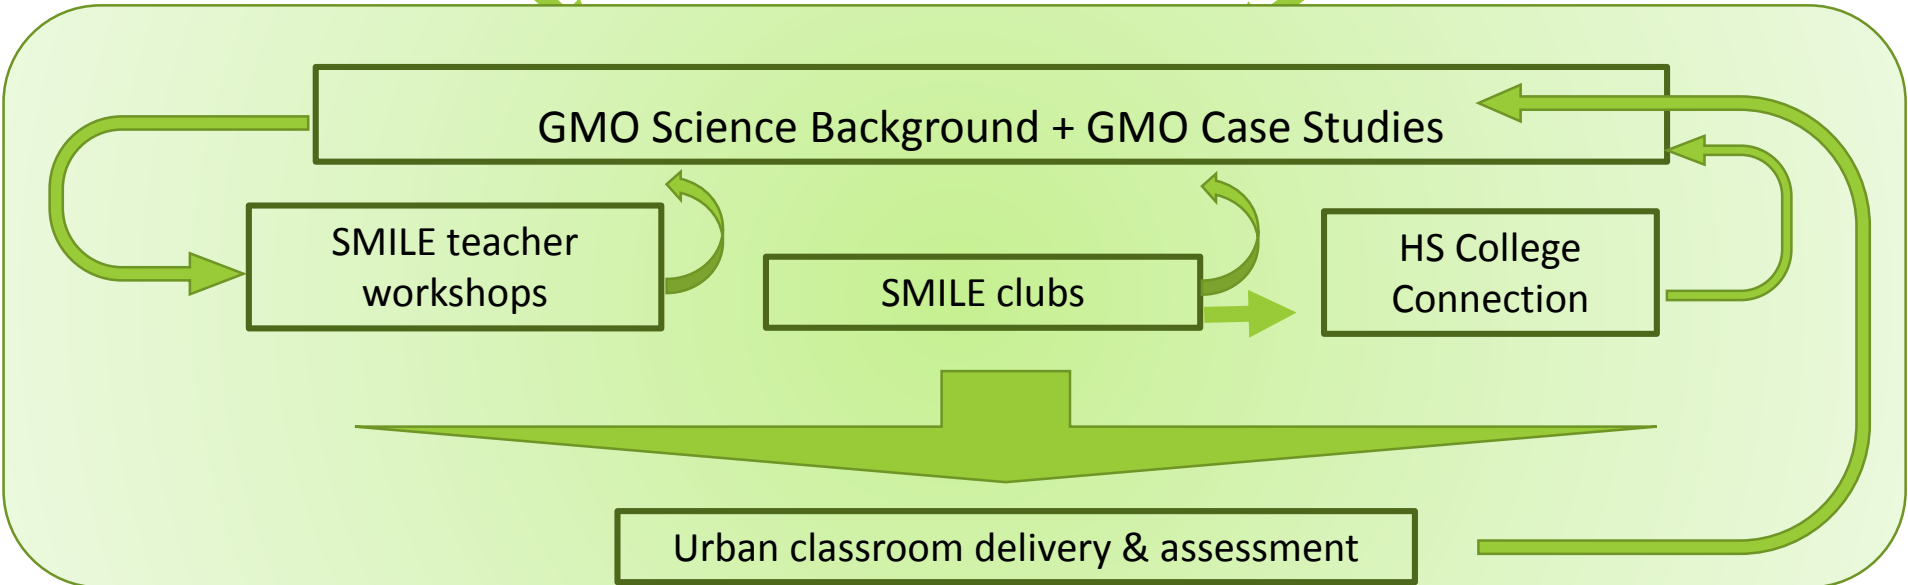 GMO Science Background + GMO Case Studies
SMILE teacher
workshops
SMILE clubs
HS College
Connection
Urban classroom delivery & assessment